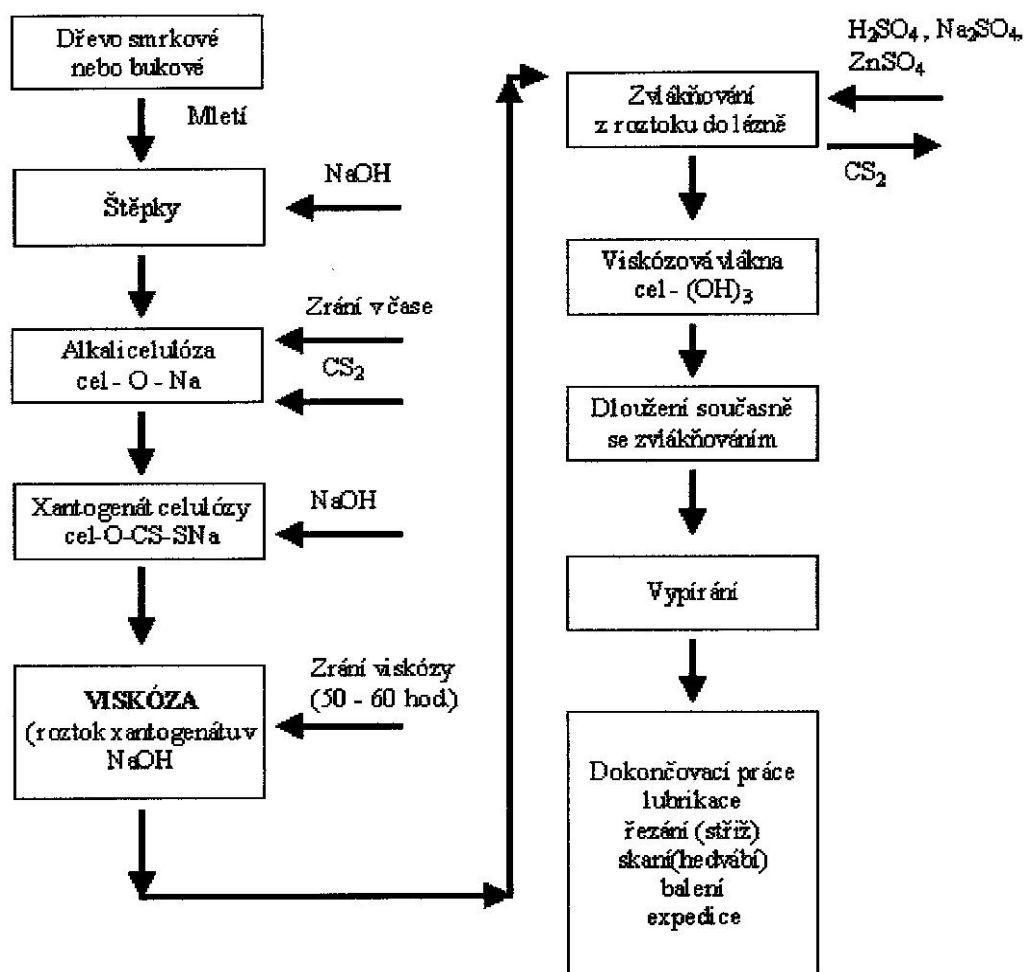 Dřevo smrkové
nebo bukové
Mletí
Štěpky
NaOH
Zrání v čase
Alkalicelulóza
cel - O - Na
CS2
Xantogenát celulózy
cel-O-CS-SNa
NaOH
VISKÓZA
(roztok xantogenátu v
NaOH
Zrání viskózy
(50 - 60 hod.)
H2SO4 , Na2SO4,
ZnSO4
Zvlákňování
z roztoku do lázně
CS2
Viskózová vlákna
cel - (OH)3
Dloužení současně
se zvlákňováním
Vypírání
Dokončovací práce
lubrikace
řezání (střiž)
skaní(hedvábí)
balení
expedice